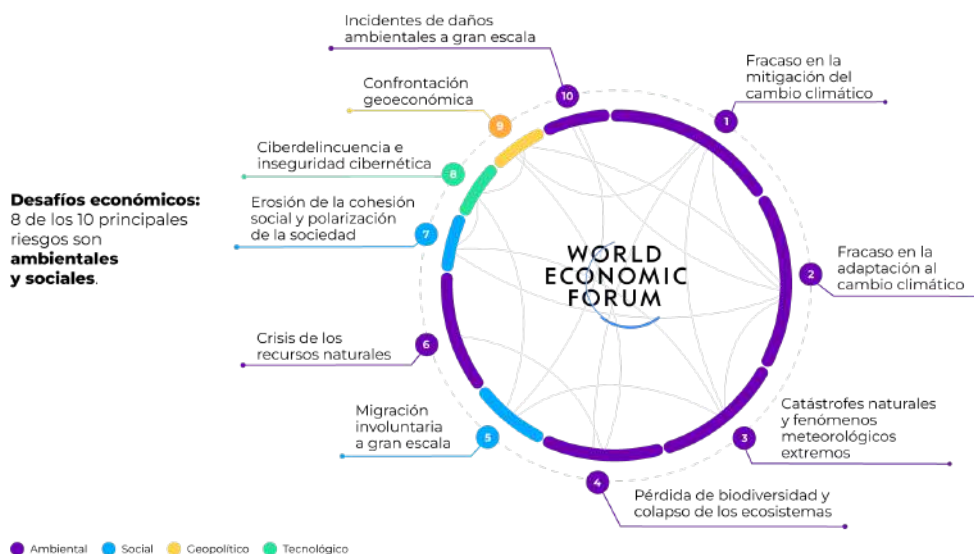 Incidentes de daños
ambientales a gran escala
10
Fracaso en la
mitigación del
cambio climático
1
Confrontación
geoeconómica
9
Ciberdelincuencia e
inseguridad cibernética
8
Desafíos económicos:
8 de los 10 principales
riesgos son
ambientales
y sociales.
Erosión de la cohesión
social y polarización
de la sociedad
7
WORLD
ECONOMIC
FORUM
Fracaso en la
adaptación al
cambio climático
2
Crisis de los
recursos naturales
6
Migración
involuntaria
a gran escala
5
Catástrofes naturales
y fenómenos
meteorológicos
extremos
3
4
Pérdida de biodiversidad y
colapso de los ecosistemas
Ambiental
Social
Geopolítico
Tecnológico